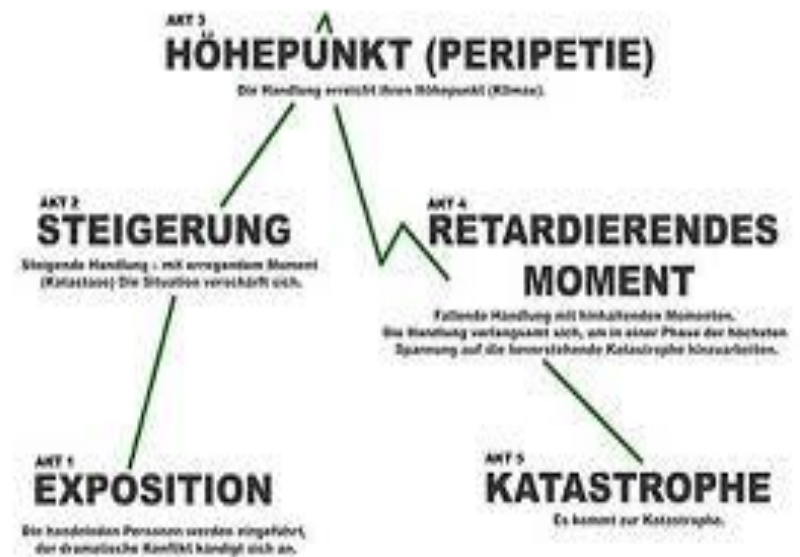 AKT 3
HÖHEPUNKT (PERIPETIE)
Die Handlung erreicht ihren Höhepunkt (Klimax).
AKT 2
STEIGERUNG
Steigende Handlung – mit erregendem Moment
(Katastase) Die Situation verschärft sich.
AKT 4
RETARDIERENDES
MOMENT
Fallende Handlung mit hinhaltenden Momenten.
Die Handlung verlangsamt sich, um in einer Phase der höchsten
Spannung auf die bevorstehende Katastrophe hinzuarbeiten.
AKT 1
EXPOSITION
Die handelnden Personen werden eingeführt,
der dramatische Konflikt kündigt sich an.
AKT 5
KATASTROPHE
Es kommt zur Katastrophe.